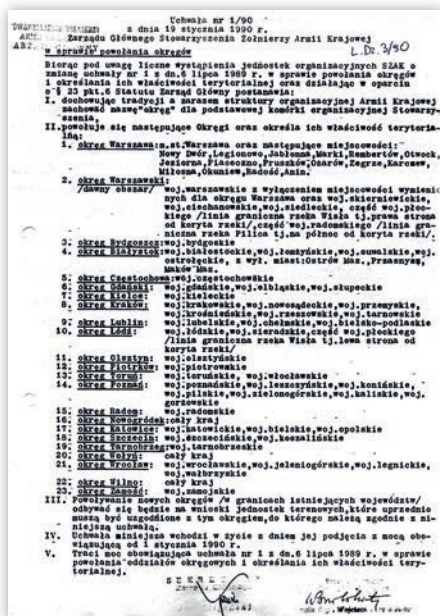 Uchwała nr 1/90
z dnia 19 stycznia 1990 r.
Zarządu Głównego Stowarzyszenia Żołnierzy Armii Krajowej
L.Dz. 3/90
w sprawie powołania okręgów
Biorąc pod uwagę liczne wystąpienia jednostek organizacyjnych SŻAK o
zmianę uchwały nr 1 z dn.6 lipca 1989 r. w sprawie powołania okręgów
i określenia ich właściwości terytorialnej oraz działając w oparciu
o § 23 pkt.6 Statutu Zarząd Główny postanawia:
I. dochowując tradycji a zarazem struktury organizacyjnej Armii Krajowej
zachować nazwę"okręg" dla podstawowej komórki organizacyjnej Stowarzy-
szenia,
II.powołuje się następujące Okręgi oraz określa ich właściwość terytoria-
lną:
1. okręg Warszawa:m.st.Warszawa oraz następujące miejscowości:
Nowy Dwór,Legionowo,Jabłonna,Marki,Rembertów,Otwock,
Jeziorna,Piaseczno,Pruszków,Ożarów,Zegrze,Karczew,
Miłosna,Okuniew,Radość,Anin.
2. okręg Warszawski:
/dawny obszar/ woj.warszawskie z wyłączeniem miejscowości wymienio
nych dla okręgu Warszawa oraz woj.skierniewickie,
woj.ciechanowskie,woj.siedleckie, część woj.płoc-
kiego /linia graniczna rzeka Wisła tj.prawa strona
od koryta rzeki/,część woj.radomskiego /linia gra-
niczna rzeka Pilica tj.na północ od koryta rzeki/.
3. okręg Bydgoszcz:woj.bydgoskie
4. okręg Białystok:woj.białostockie,woj.łomżyńskie,woj.suwalskie, woj.
ostrołęckie, z wył. miast:Ostrów Maz.,Przasnysz,
Maków Maz.
5. okręg Częstochowa:woj.częstochowskie
6. okręg Gdański: woj.gdańskie,woj.elbląskie,woj.słupeckie
7. okręg Kielce: woj.kieleckie
8. okręg Kraków: woj.krakowskie,woj.nowosądeckie,woj.przemyskie,
woj.krośnieńskie,woj.rzeszowskie,woj.tarnowskie
9. okręg Lublin: woj.lubelskie,woj.chełmskie,woj.bielsko-podlaskie
10. okręg Łódź: woj.łódzkie,woj.sieradzkie,część woj.płockiego
/linia graniczna rzeka Wisła tj.lewa strona od
koryta rzeki/
11. okręg Olsztyn: woj.olsztyńskie
12. okręg Piotrków: woj.piotrowskie
13. okręg Toruń: woj.toruńskie,woj.włocławskie
14. okręg Poznań: woj.poznańskie,woj.leszczyńskie,woj.konińskie,
woj.pilskie,woj.zielonogórskie,woj.kaliskie,woj.
gorzowskie
15. okręg Radom: woj.radomskie
16. okręg Nowogródek:cały kraj
17. okręg Katowice: woj.katowickie,woj.bielskie,woj.opolskie
18. okręg Szczecin: woj.szczecińskie,woj.koszalińskie
19. okręg Tarnobrzeg:woj.tarnobrzeskie
20. okręg Wołyń: cały kraj
21. okręg Wrocław: woj.wrocławskie,woj.jeleniogórskie,woj.legnickie,
woj.wałbrzyskie
22. okręg Wilno: cały kraj
23. okręg Zamość: woj.zamojskie
III. Powoływanie nowych okręgów /w granicach istniejących województw/
odbywać się będzie na wnioski jednostek terenowych,które uprzednio
muszą być uzgodnione z tym okręgiem,do którego należą zgodnie z ni-
niejszą uchwałą.
IV. Uchwała niniejsza wchodzi w życie z dniem jej podjęcia z mocą obo-
wiązującą od 1 stycznia 1990 r.
V. Traci moc obowiązująca uchwała nr 1 z dn.6 lipca 1989 r. w sprawie
powołania oddziałów okręgowych i określenia ich właściwości tery-
torialnej.